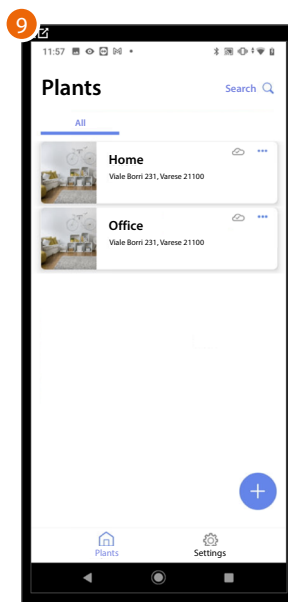 9
11:57
Plants
Search
All
Home
Viale Borri 231, Varese 21100
Office
Viale Borri 231, Varese 21100
Plants
Settings